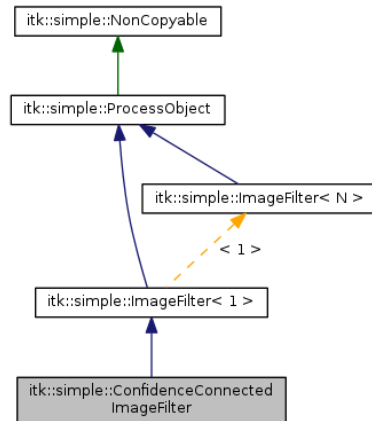 itk::simple::NonCopyable
itk::simple::ProcessObject
itk::simple::ImageFilter< N >
< 1 >
itk::simple::ImageFilter< 1 >
itk::simple::ConfidenceConnected
ImageFilter